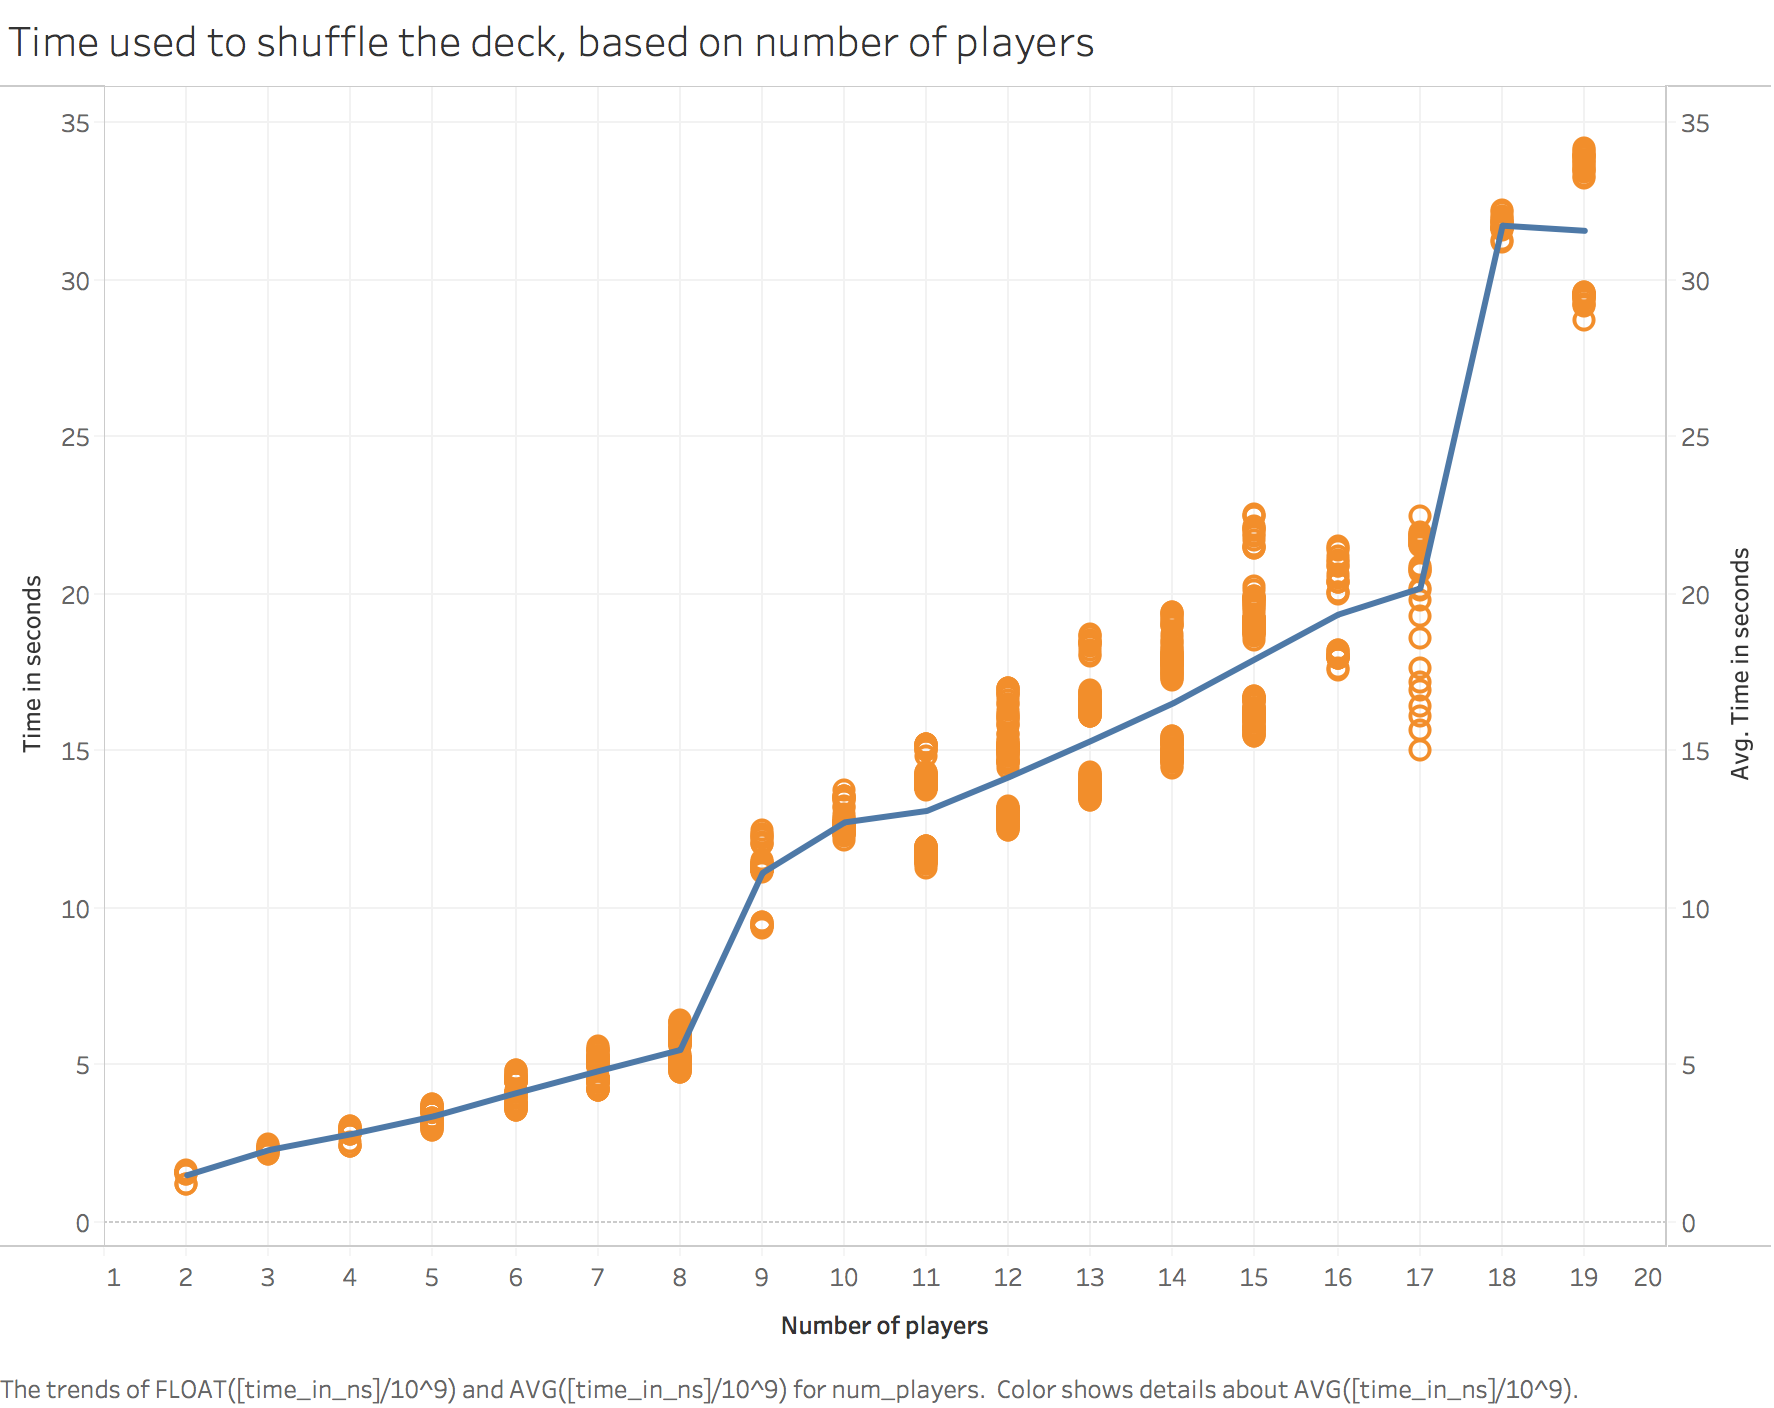 Time used to shuffle the deck, based on number of players
35
30
25
20
15
10
5
0
Time in seconds
35
30
25
20
15
10
5
0
Avg. Time in seconds
1 2 3 4 5 6 7 8 9 10 11 12 13 14 15 16 17 18 19 20
Number of players
The trends of FLOAT([time_in_ns]/10^9) and AVG([time_in_ns]/10^9) for num_players.  Color shows details about AVG([time_in_ns]/10^9).